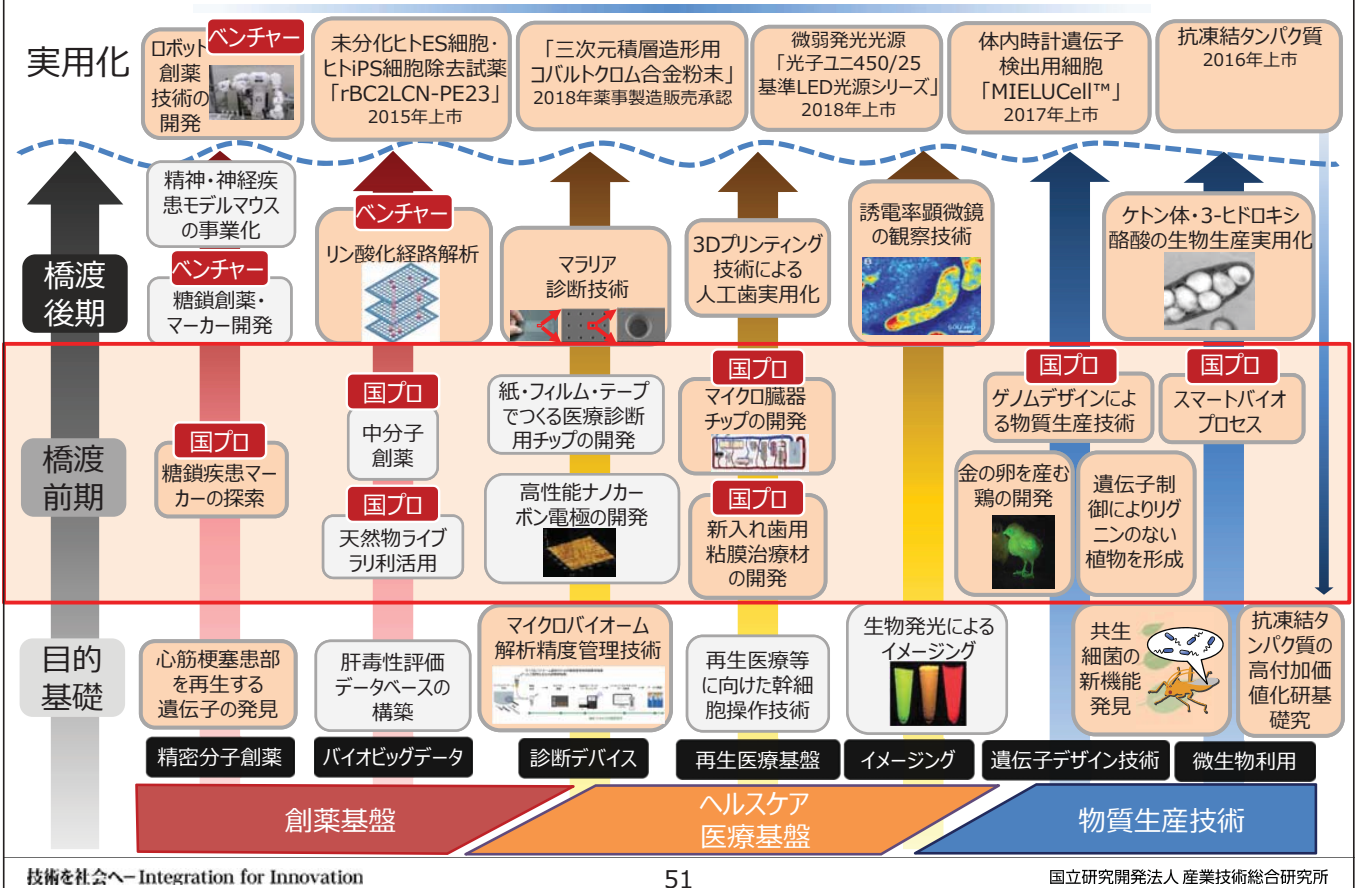 実用化
ベンチャー
ロボット
創薬
技術の
開発
未分化ヒトES細胞・
ヒトiPS細胞除去試薬
「rBC2LCN-PE23」
2015年上市
「三次元積層造形用
コバルトクロム合金粉末」
2018年薬事製造販売承認
微弱発光光源
「光子ユニ450/25
基準LED光源シリーズ」
2018年上市
体内時計遺伝子
検出用細胞
「MIELUCell™」
2017年上市
抗凍結タンパク質
2016年上市
橋渡
後期
精神・神経疾
患モデルマウス
の事業化
ベンチャー
糖鎖創薬・
マーカー開発
ベンチャー
リン酸化経路解析
マラリア
診断技術
3Dプリンティング
技術による
人工歯実用化
誘電率顕微鏡
の観察技術
ケトン体・3-ヒドロキシ
酪酸の生物生産実用化
橋渡
前期
国プロ
糖鎖疾患マー
カーの探索
国プロ
中分子
創薬
国プロ
天然物ライブ
ラリ利活用
紙・フィルム・テープ
でつくる医療診断
用チップの開発
高性能ナノカー
ボン電極の開発
国プロ
マイクロ臓器
チップの開発
国プロ
新入れ歯用
粘膜治療材
の開発
国プロ
ゲノムデザインによ
る物質生産技術
国プロ
スマートバイオ
プロセス
金の卵を産む
鶏の開発
遺伝子制
御によりリグ
ニンのない
植物を形成
目的
基礎
心筋梗塞患部
を再生する
遺伝子の発見
肝毒性評価
データベースの
構築
マイクロバイオーム
解析精度管理技術
再生医療等
に向けた幹細
胞操作技術
生物発光による
イメージング
共生
細菌の
新機能
発見
抗凍結タ
ンパク質の
高付加価
値化研基
礎究
精密分子創薬
バイオビッグデータ
診断デバイス
再生医療基盤
イメージング
遺伝子デザイン技術
微生物利用
創薬基盤
ヘルスケア
医療基盤
物質生産技術
技術を社会へ−Integration for Innovation
51
国立研究開発法人 産業技術総合研究所